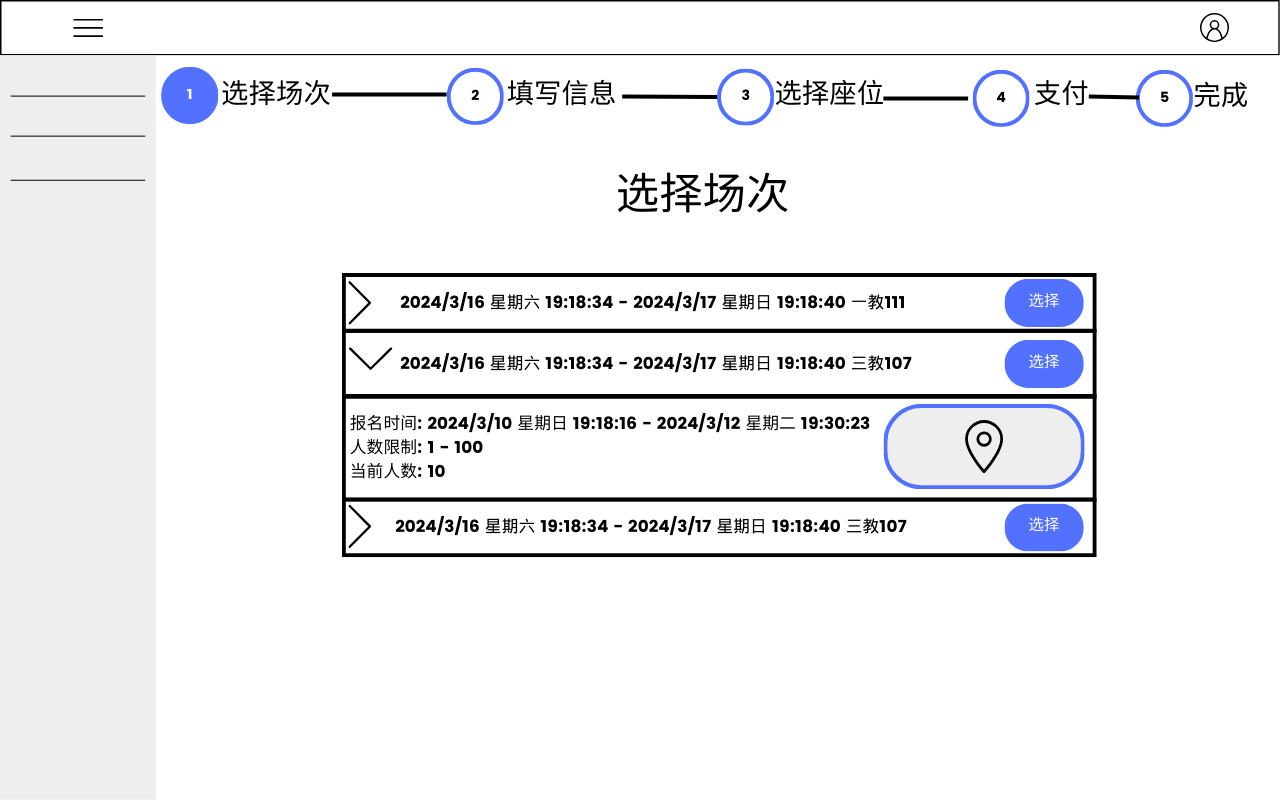 1 选择场次 2 填写信息 3 选择座位 4 支付 5 完成
选择场次
2024/3/16 星期六 19:18:34 - 2024/3/17 星期日 19:18:40 一教111 选择
2024/3/16 星期六 19:18:34 - 2024/3/17 星期日 19:18:40 三教107 选择
报名时间: 2024/3/10 星期日 19:18:16 - 2024/3/12 星期二 19:30:23
人数限制: 1 - 100
当前人数: 10
2024/3/16 星期六 19:18:34 - 2024/3/17 星期日 19:18:40 三教107 选择